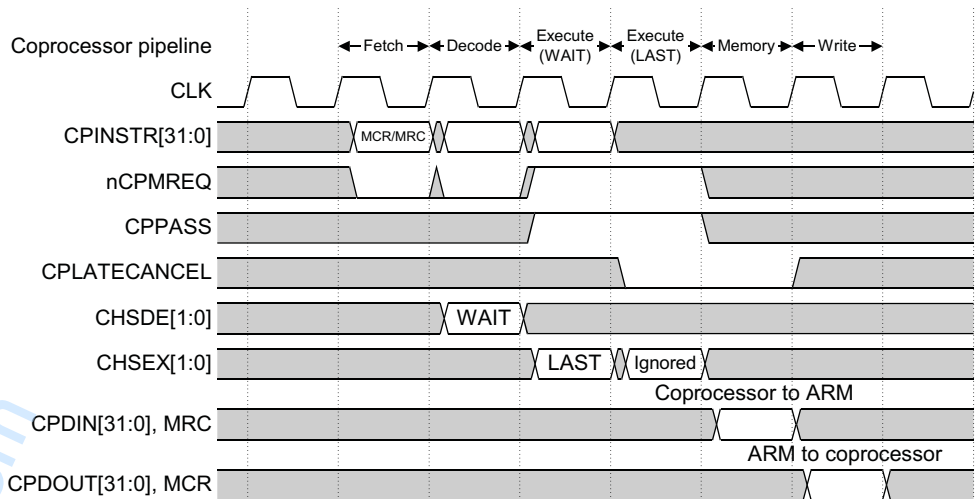 Coprocessor pipeline
Fetch
Decode
Execute
(WAIT)
Execute
(LAST)
Memory
Write
CLK
CPINSTR[31:0]
MCR/MRC
nCPMREQ
CPPASS
CPLATECANCEL
CHSDE[1:0]
WAIT
CHSEX[1:0]
LAST
Ignored
Coprocessor to ARM
CPDIN[31:0], MRC
ARM to coprocessor
CPDOUT[31:0], MCR